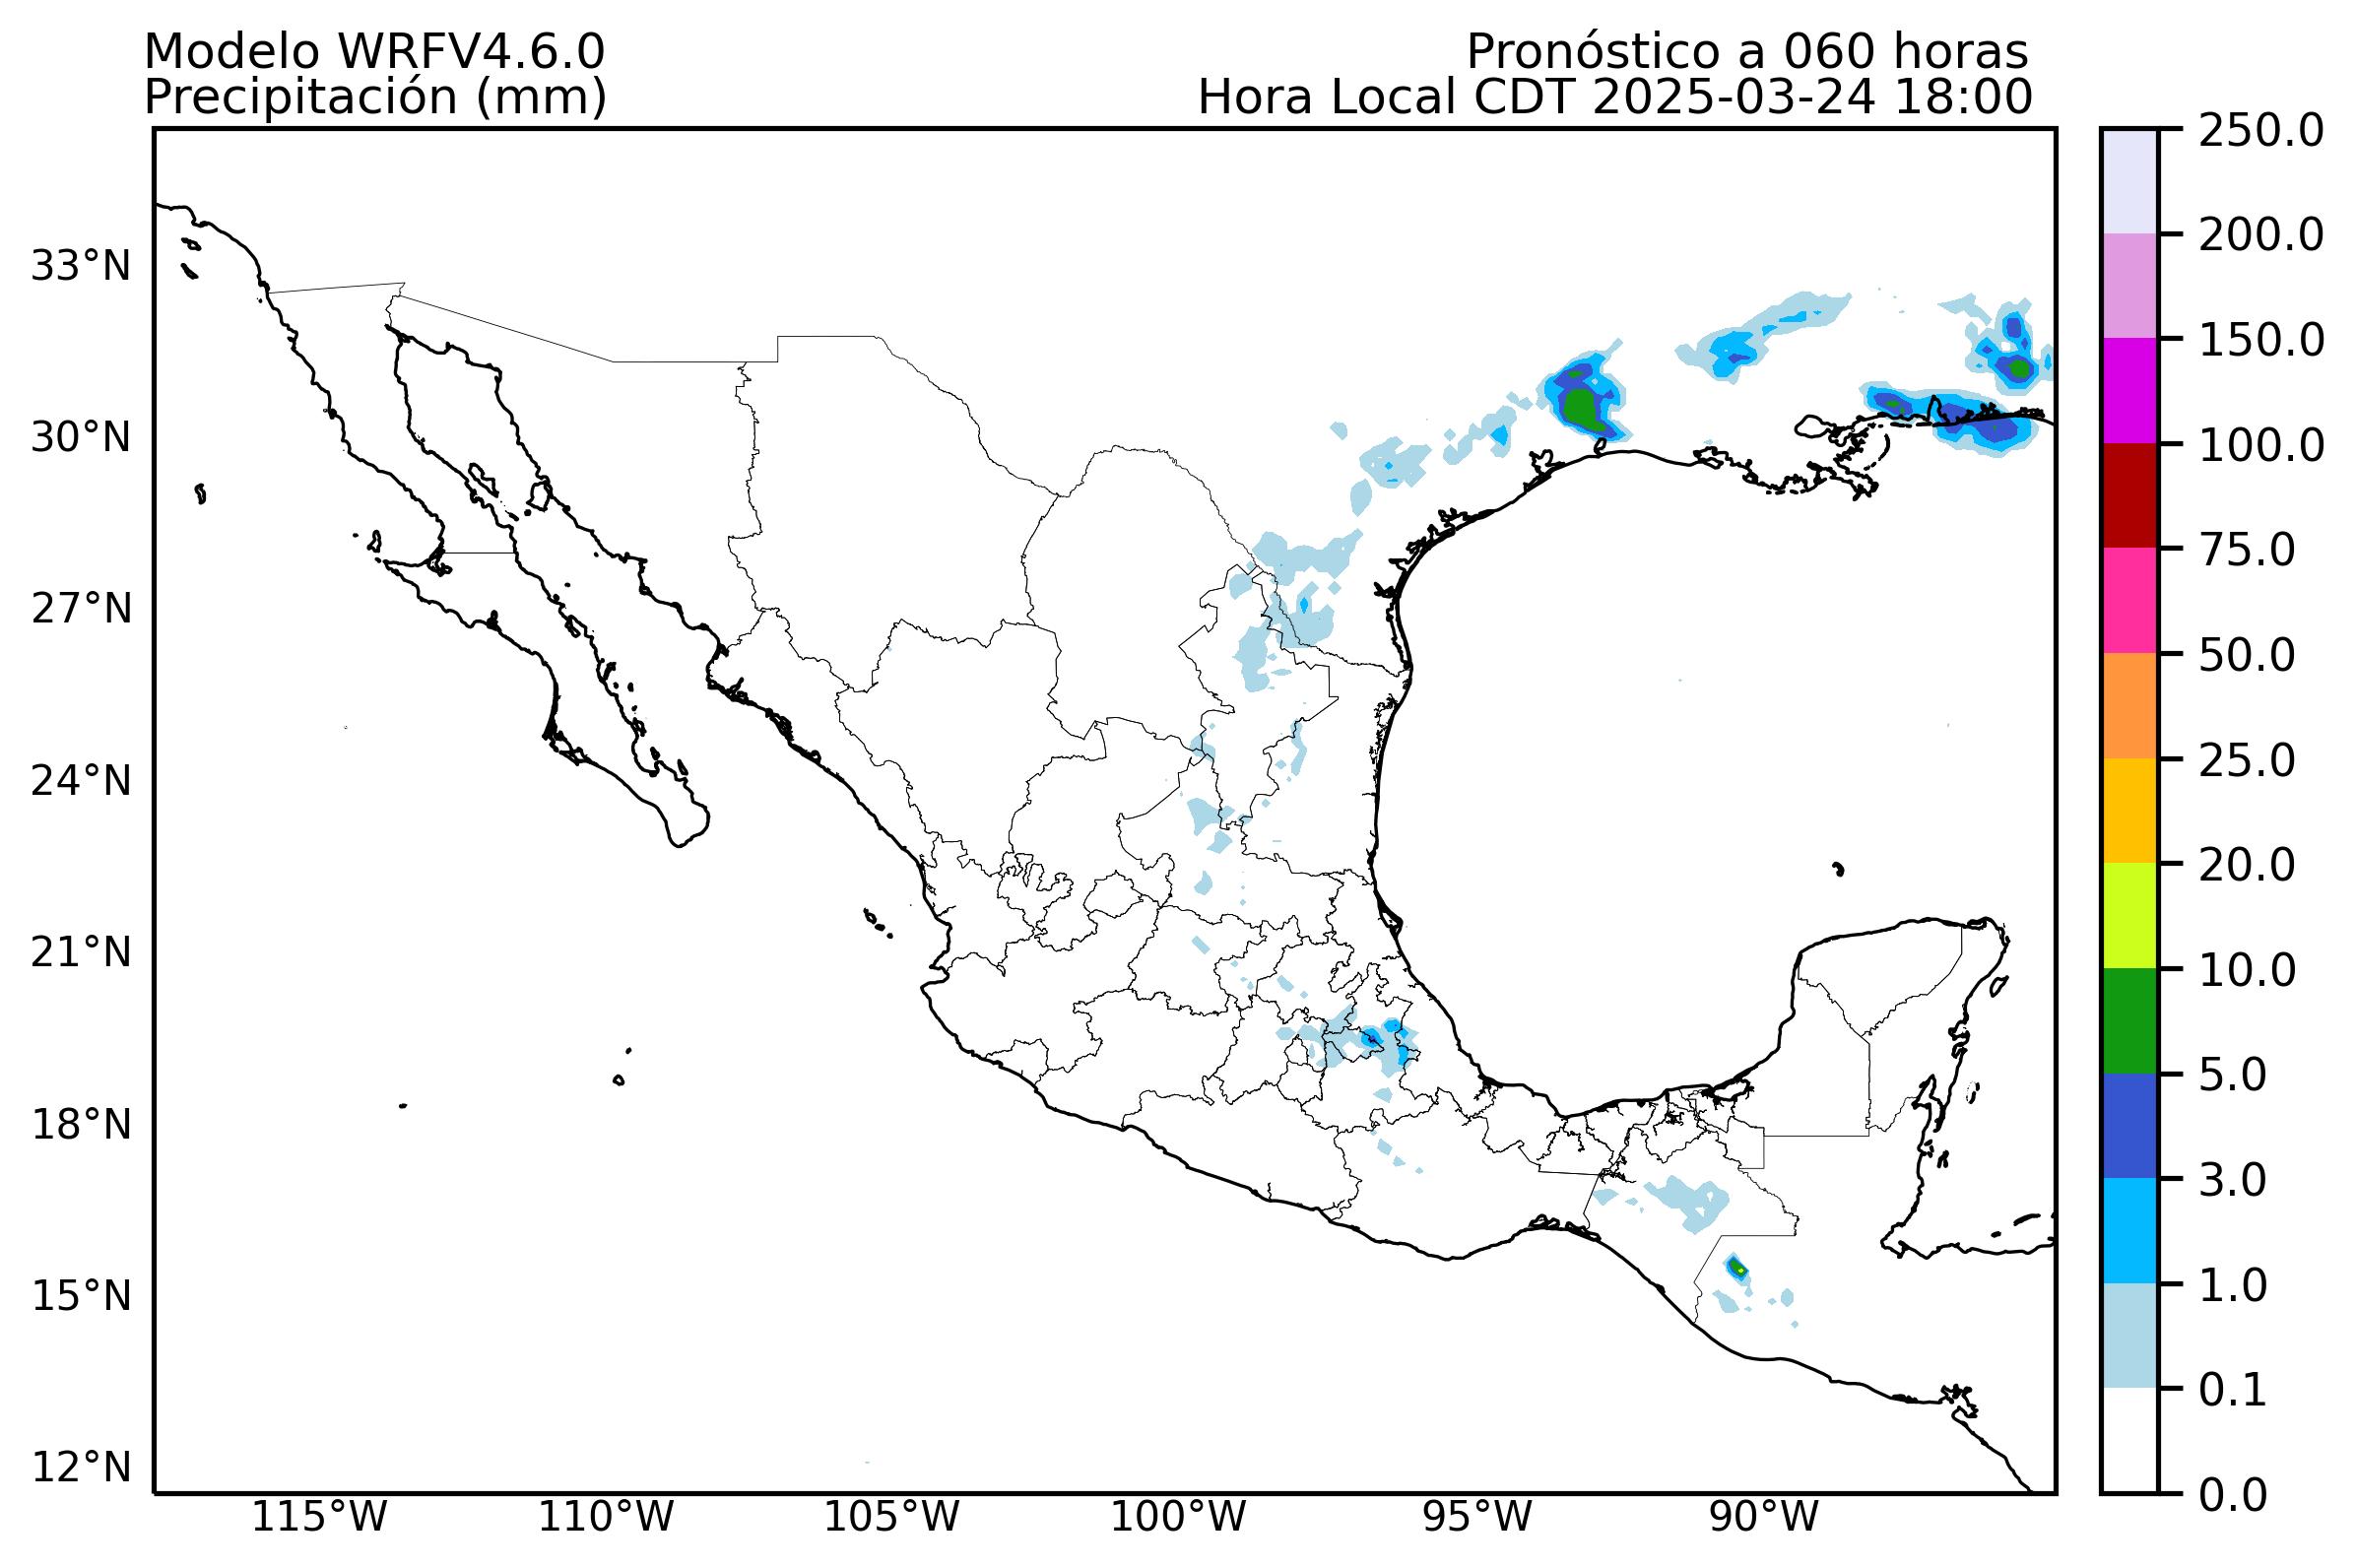 Modelo WRFV4.6.0
Pronóstico a 060 horas
Precipitación (mm)
Hora Local CDT 2025-03-24 18:00
33°N
30°N
27°N
24°N
21°N
18°N
15°N
12°N
115°W
110°W
105°W
100°W
95°W
90°W
250.0
200.0
150.0
100.0
75.0
50.0
25.0
20.0
10.0
5.0
3.0
1.0
0.1
0.0